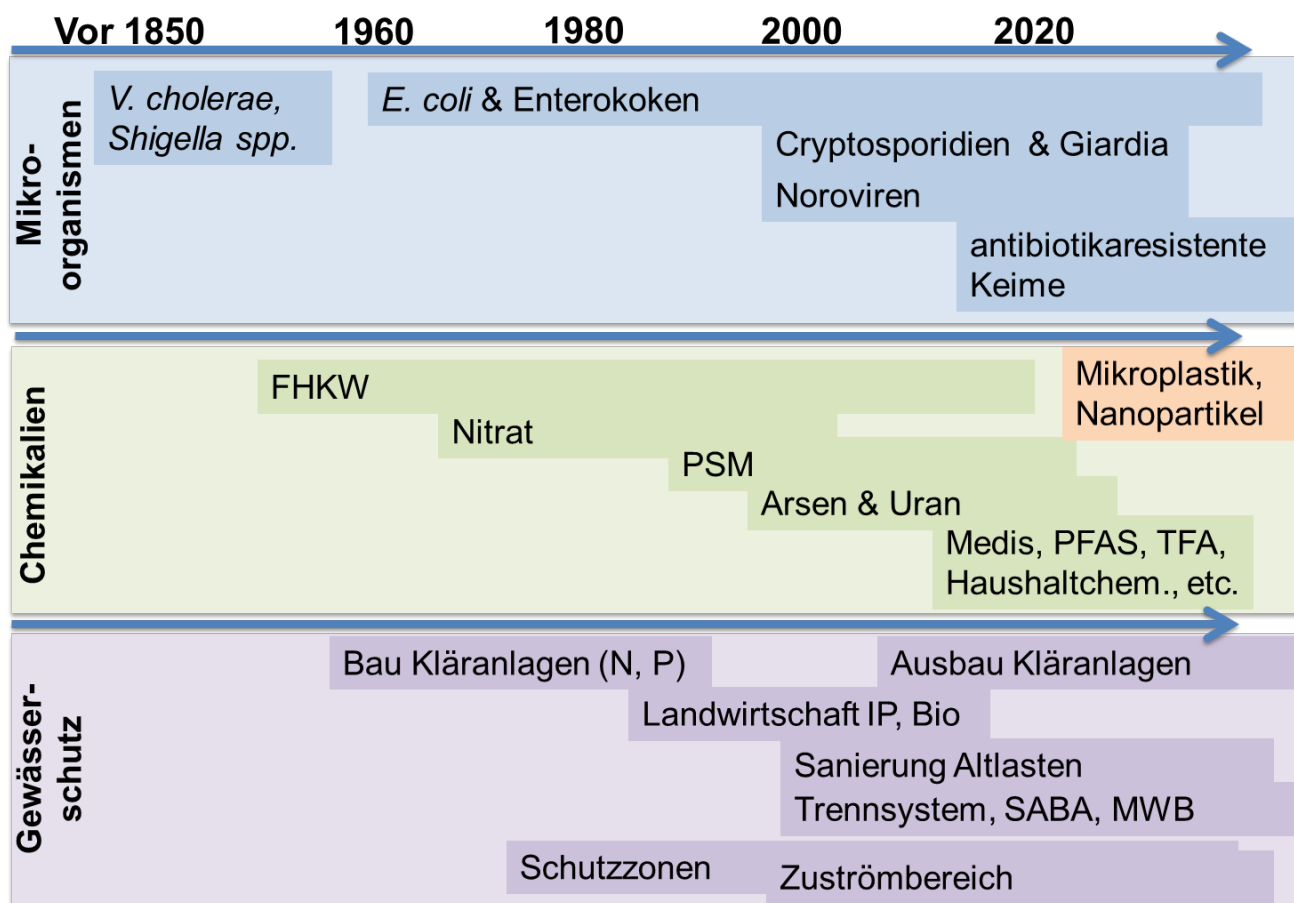 Vor 1850 1960 1980 2000 2020
Mikro-
organismen
V. cholerae,
Shigella spp.
E. coli & Enterokoken
Cryptosporidien & Giardia
Noroviren
antibiotikaresistente
Keime
Chemikalien
FHKW
Nitrat
PSM
Arsen & Uran
Medis, PFAS, TFA,
Haushaltchem., etc.
Mikroplastik,
Nanopartikel
Gewässer-
schutz
Bau Kläranlagen (N, P)
Ausbau Kläranlagen
Landwirtschaft IP, Bio
Sanierung Altlasten
Trennsystem, SABA, MWB
Schutzzonen
Zuströmbereich